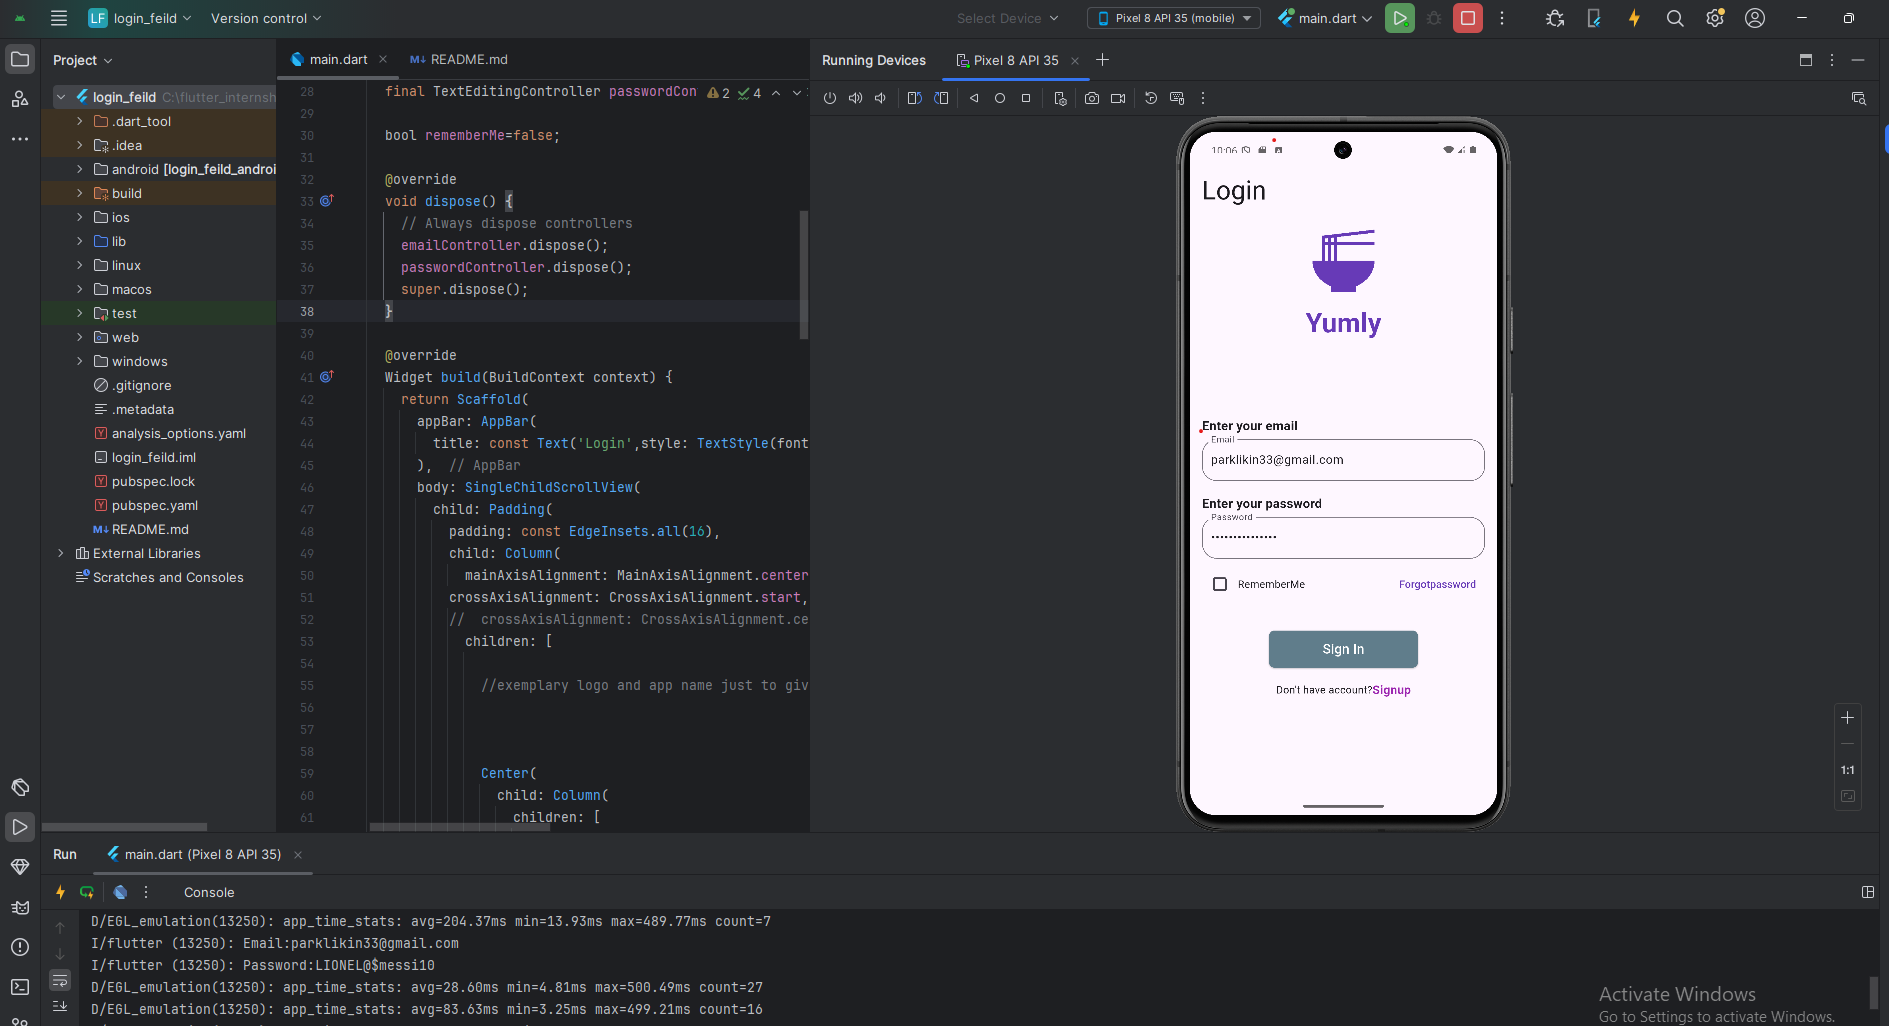 LF login_feild Version control Select Device Pixel 8 API 35 (mobile) main.dart
Project
login_feild C:\flutter_internsh
.dart_tool
.idea
android [login_feild_androi
build
ios
lib
linux
macos
test
web
windows
.gitignore
.metadata
analysis_options.yaml
login_feild.iml
pubspec.lock
pubspec.yaml
M↓ README.md
External Libraries
Scratches and Consoles
main.dart M↓ README.md
28 final TextEditingController passwordCon 2 4
29
30 bool rememberMe=false;
31
32 @override
33 void dispose() {
34 // Always dispose controllers
35 emailController.dispose();
36 passwordController.dispose();
37 super.dispose();
38 }
39
40 @override
41 Widget build(BuildContext context) {
42 return Scaffold(
43 appBar: AppBar(
44 title: const Text('Login',style: TextStyle(font
45 ), // AppBar
46 body: SingleChildScrollView(
47 child: Padding(
48 padding: const EdgeInsets.all(16),
49 child: Column(
50 mainAxisAlignment: MainAxisAlignment.center
51 crossAxisAlignment: CrossAxisAlignment.start,
52 // crossAxisAlignment: CrossAxisAlignment.ce
53 children: [
54
55 //exemplary logo and app name just to giv
56
57
58
59 Center(
60 child: Column(
61 children: [
Running Devices Pixel 8 API 35
10:06
Login
Yumly
Enter your email
Email
parklikin33@gmail.com
Enter your password
Password
•••••••••••••••
RememberMe Forgotpassword
Sign In
Don't have account?Signup
1:1
Run main.dart (Pixel 8 API 35)
Console
D/EGL_emulation(13250): app_time_stats: avg=204.37ms min=13.93ms max=489.77ms count=7
I/flutter (13250): Email:parklikin33@gmail.com
I/flutter (13250): Password:LIONEL@$messi10
D/EGL_emulation(13250): app_time_stats: avg=28.60ms min=4.81ms max=500.49ms count=27
D/EGL_emulation(13250): app_time_stats: avg=83.63ms min=3.25ms max=499.21ms count=16
Activate Windows
Go to Settings to activate Windows.